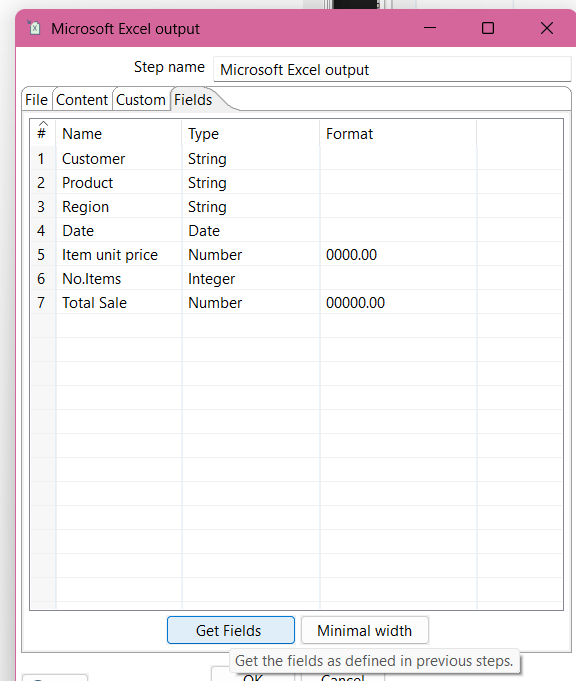 Microsoft Excel output
Step name Microsoft Excel output
File Content Custom Fields
# Name Type Format
1 Customer String
2 Product String
3 Region String
4 Date Date
5 Item unit price Number 0000.00
6 No.Items Integer
7 Total Sale Number 00000.00
Get Fields Minimal width
Get the fields as defined in previous steps.
OK Cancel